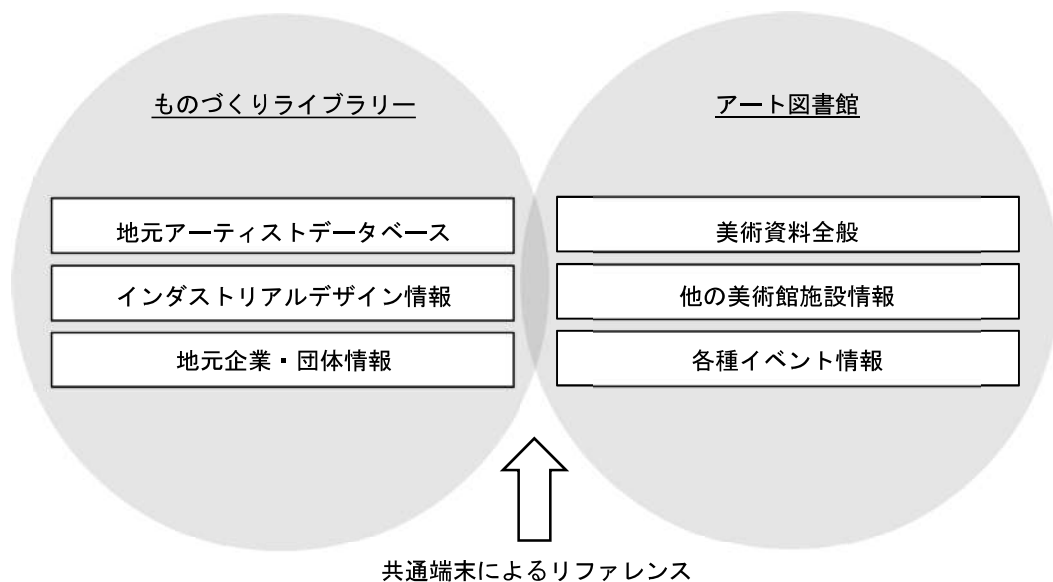 ものづくりライブラリー
地元アーティストデータベース
インダストリアルデザイン情報
地元企業・団体情報
アート図書館
美術資料全般
他の美術館施設情報
各種イベント情報
共通端末によるリファレンス